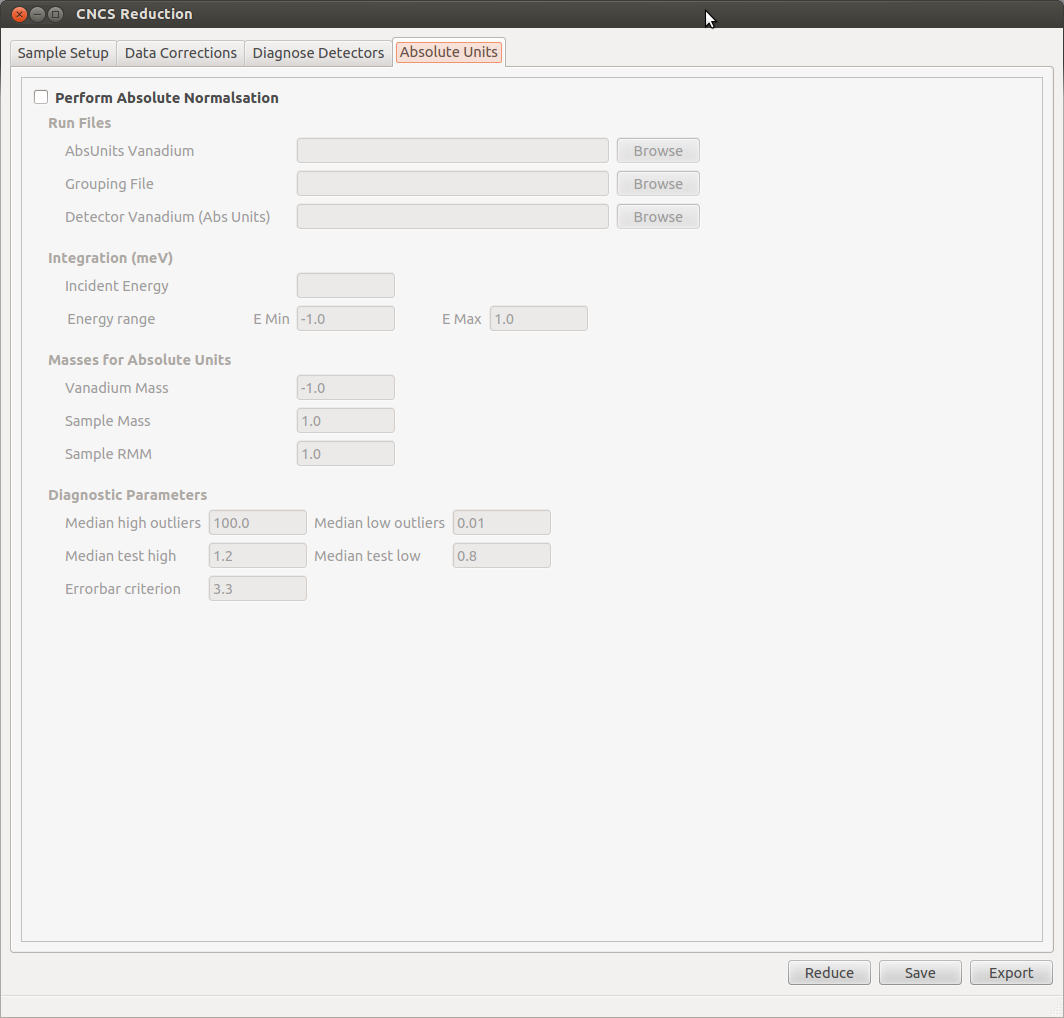 CNCS Reduction
Sample Setup Data Corrections Diagnose Detectors Absolute Units
Perform Absolute Normalsation
Run Files
AbsUnits Vanadium Browse
Grouping File Browse
Detector Vanadium (Abs Units) Browse
Integration (meV)
Incident Energy
Energy range E Min -1.0 E Max 1.0
Masses for Absolute Units
Vanadium Mass -1.0
Sample Mass 1.0
Sample RMM 1.0
Diagnostic Parameters
Median high outliers 100.0 Median low outliers 0.01
Median test high 1.2 Median test low 0.8
Errorbar criterion 3.3
Reduce Save Export